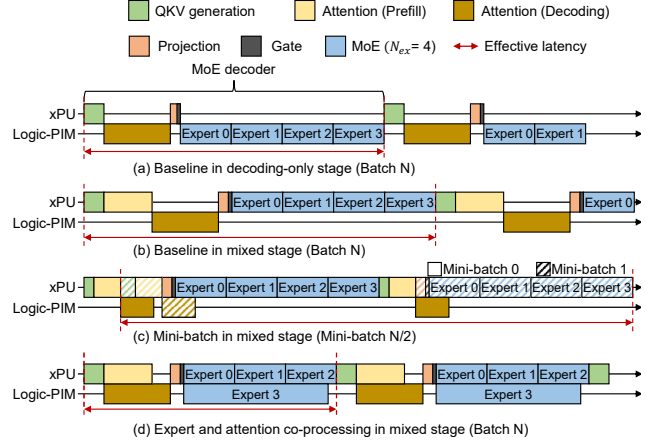 QKV generation Attention (Prefill) Attention (Decoding)
Projection Gate MoE (N_ex = 4) Effective latency
MoE decoder
xPU
Logic-PIM Expert 0 Expert 1 Expert 2 Expert 3 Expert 0 Expert 1
(a) Baseline in decoding-only stage (Batch N)
xPU Expert 0 Expert 1 Expert 2 Expert 3 Expert 0
Logic-PIM
(b) Baseline in mixed stage (Batch N)
Mini-batch 0 Mini-batch 1
xPU Expert 0 Expert 1 Expert 2 Expert 3 Expert 0 Expert 1 Expert 2 Expert 3
Logic-PIM
(c) Mini-batch in mixed stage (Mini-batch N/2)
xPU Expert 0 Expert 1 Expert 2 Expert 0 Expert 1 Expert 2
Logic-PIM Expert 3 Expert 3
(d) Expert and attention co-processing in mixed stage (Batch N)